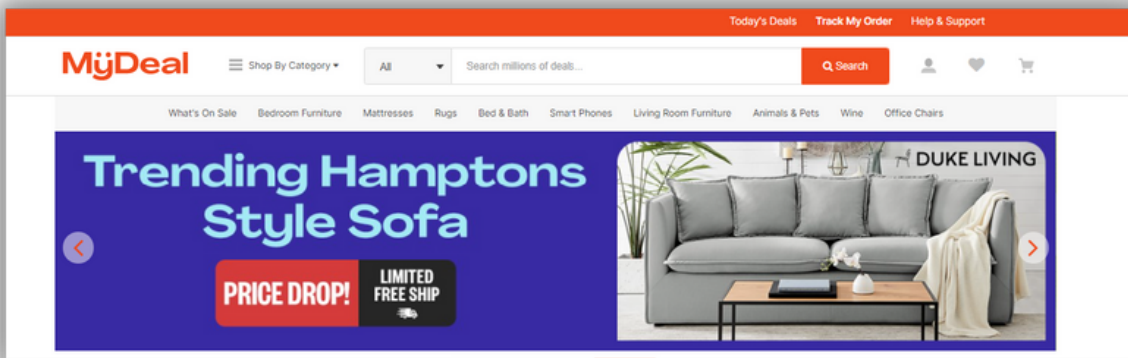 Today's Deals Track My Order Help & Support
MÿDeal Shop By Category All Search millions of deals... Search
What's On Sale Bedroom Furniture Mattresses Rugs Bed & Bath Smart Phones Living Room Furniture Animals & Pets Wine Office Chairs
Trending Hamptons
Style Sofa
PRICE DROP!
LIMITED
FREE SHIP
DUKE LIVING